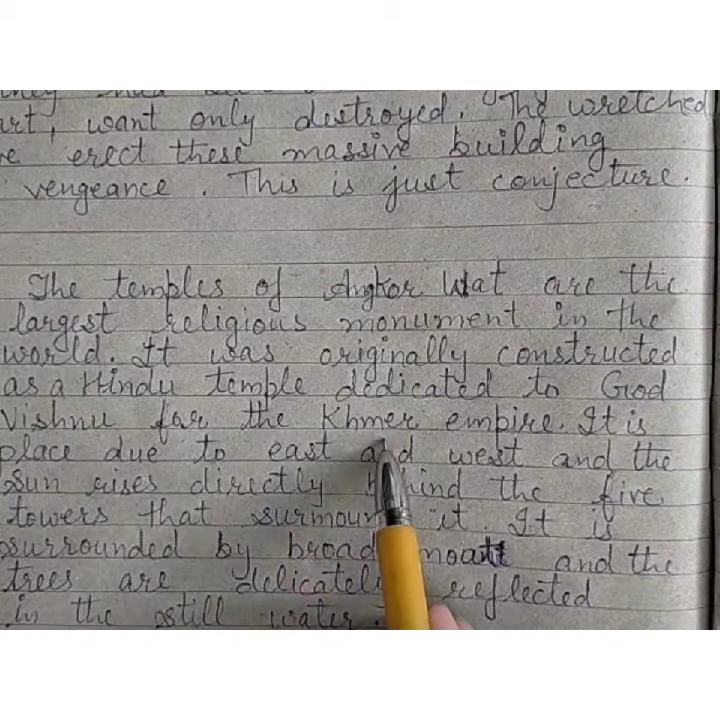 art, want only destroyed. "The wretched
erect these massive building
vengeance. This is just conjecture.
The temples of Angkor Wat are the
largest religious monument in the
world. It was originally constructed
as a Hindu temple dedicated to God
Vishnu for the Khmer empire. It is
place due to east and west and the
sun rises directly behind the five
towers that surmount it. It is
surrounded by broad moat and the
trees are delicately reflected
in the still water.